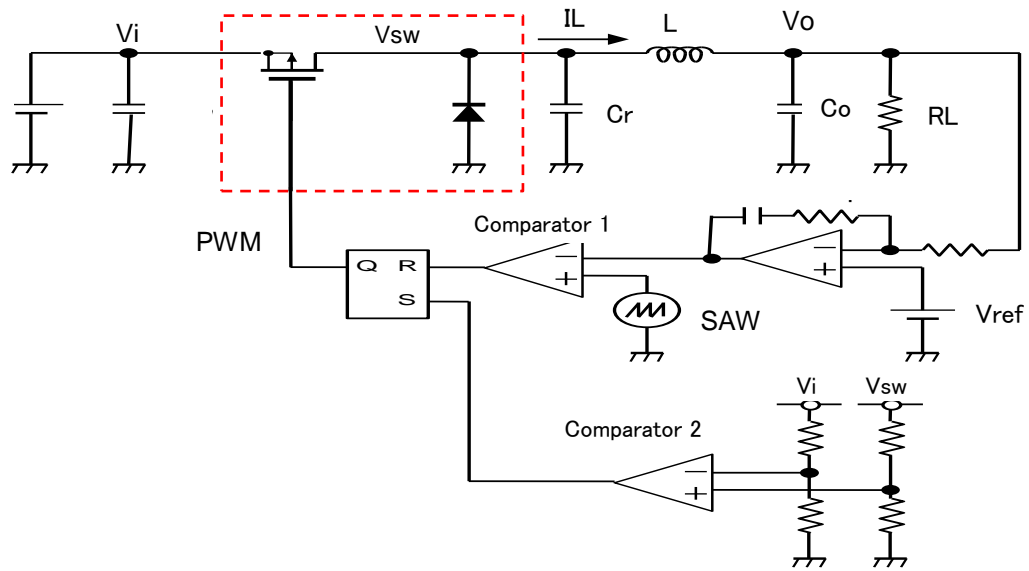 Vi
Vsw
IL
L
Vo
Cr
Co
RL
PWM
Comparator 1
Q R
S
SAW
Vref
Vi
Vsw
Comparator 2